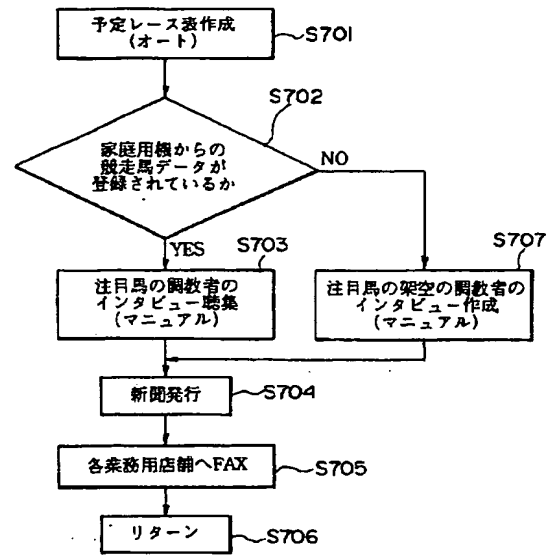 予定レース表作成
(オート)
S701
S702
家庭用機からの
競走馬データが
登録されているか
NO
YES
S703
注目馬の調教者の
インタビュー聴集
(マニュアル)
S707
注目馬の架空の調教者の
インタビュー作成
(マニュアル)
新聞発行
S704
各業務用店舗へFAX
S705
リターン
S706